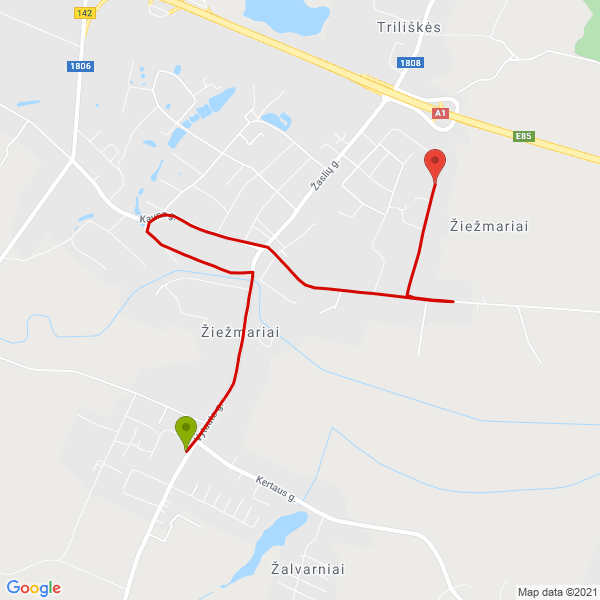 142
Triliškės
1806
1808
A1
E85
Žaslių g.
Kauno g.
Žiežmariai
Žiežmariai
Vytauto g.
Kertaus g.
Žalvarniai
Google
Map data ©2021